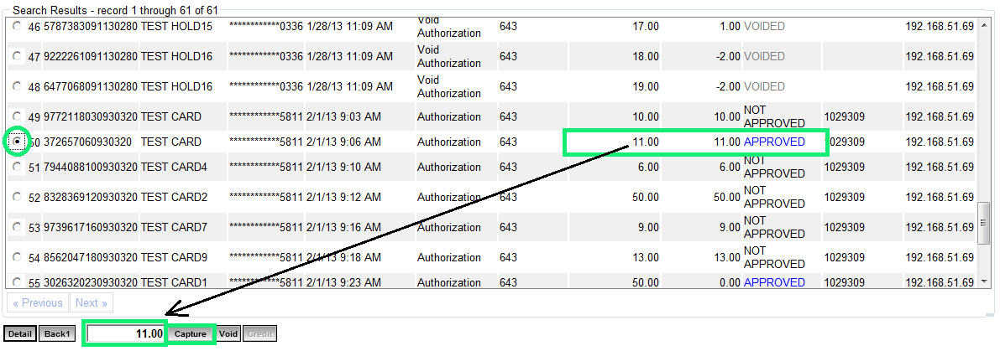 Search Results - record 1 through 61 of 61
46 5787383091130280 TEST HOLD15 ************0336 1/28/13 11:09 AM Void Authorization 643 17.00 1.00 VOIDED 192.168.51.69
47 9222261091130280 TEST HOLD16 ************0336 1/28/13 11:09 AM Void Authorization 643 18.00 -2.00 VOIDED 192.168.51.69
48 6477068091130280 TEST HOLD16 ************0336 1/28/13 11:09 AM Void Authorization 643 19.00 -2.00 VOIDED 192.168.51.69
49 9772118030930320 TEST CARD ************5811 2/1/13 9:03 AM Authorization 643 10.00 10.00 NOT APPROVED 1029309 192.168.51.69
50 372657060930320 TEST CARD ************5811 2/1/13 9:06 AM Authorization 643 11.00 11.00 APPROVED 1029309 192.168.51.69
51 7944088100930320 TEST CARD4 ************5811 2/1/13 9:10 AM Authorization 643 6.00 6.00 NOT APPROVED 1029309 192.168.51.69
52 8328369120930320 TEST CARD2 ************5811 2/1/13 9:12 AM Authorization 643 50.00 50.00 NOT APPROVED 1029309 192.168.51.69
53 9739617160930320 TEST CARD7 ************5811 2/1/13 9:16 AM Authorization 643 9.00 9.00 NOT APPROVED 1029309 192.168.51.69
54 8562047180930320 TEST CARD9 ************5811 2/1/13 9:18 AM Authorization 643 13.00 13.00 NOT APPROVED 1029309 192.168.51.69
55 3026320230930320 TEST CARD1 ************5811 2/1/13 9:23 AM Authorization 643 50.00 0.00 APPROVED 1029309 192.168.51.69
« Previous Next »
Detail Back1 11.00 Capture Void Credit